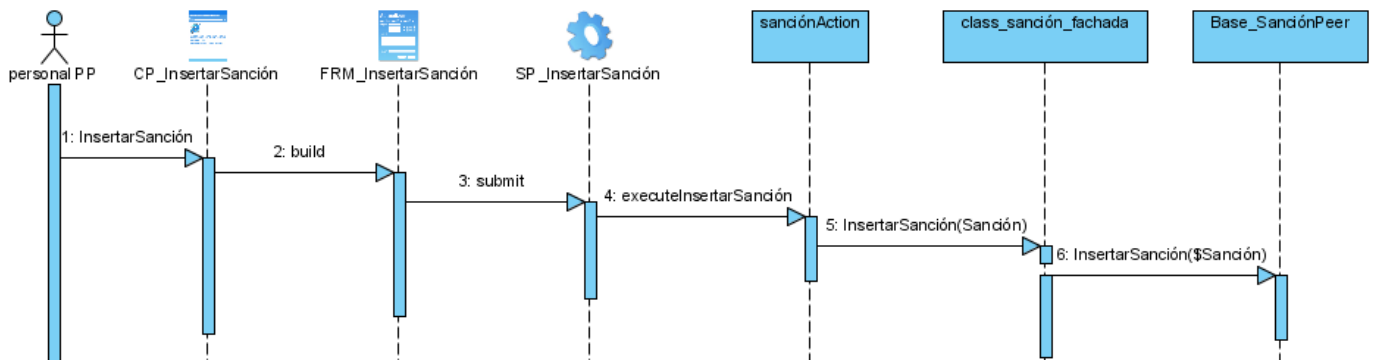 sanciónAction
class_sanción_fachada
Base_SanciónPeer
personal PP
CP_InsertarSanción
FRM_InsertarSanción
SP_InsertarSanción
1: InsertarSanción
2: build
3: submit
4: executeInsertarSanción
5: InsertarSanción(Sanción)
6: InsertarSanción($Sanción)